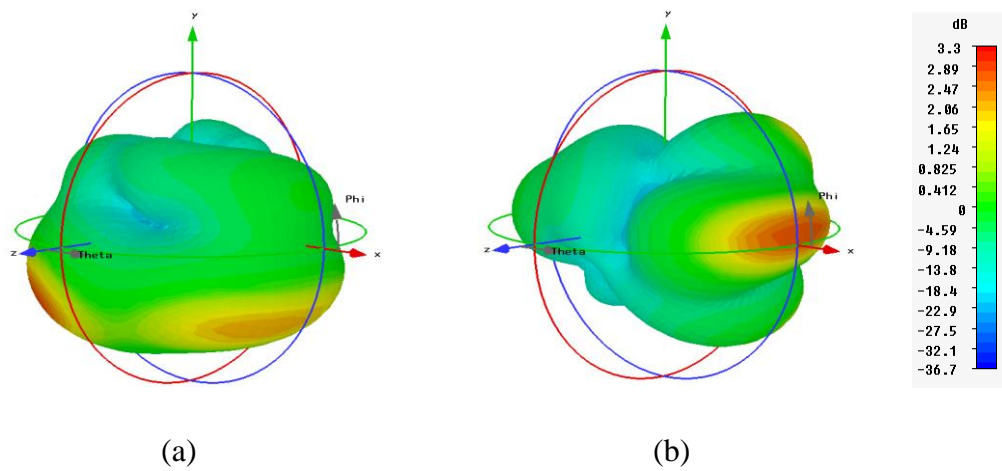 y
Phi
z
Theta
x
y
Phi
z
Theta
x
dB
3.3
2.89
2.47
2.06
1.65
1.24
0.825
0.412
0
-4.59
-9.18
-13.8
-18.4
-22.9
-27.5
-32.1
-36.7
(a)
(b)